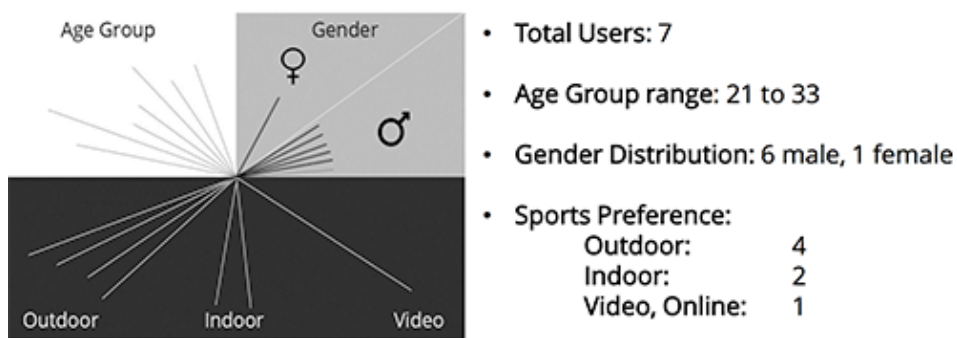 Age Group
Gender
Outdoor
Indoor
Video
• Total Users: 7
• Age Group range: 21 to 33
• Gender Distribution: 6 male, 1 female
• Sports Preference:
Outdoor: 4
Indoor: 2
Video, Online: 1